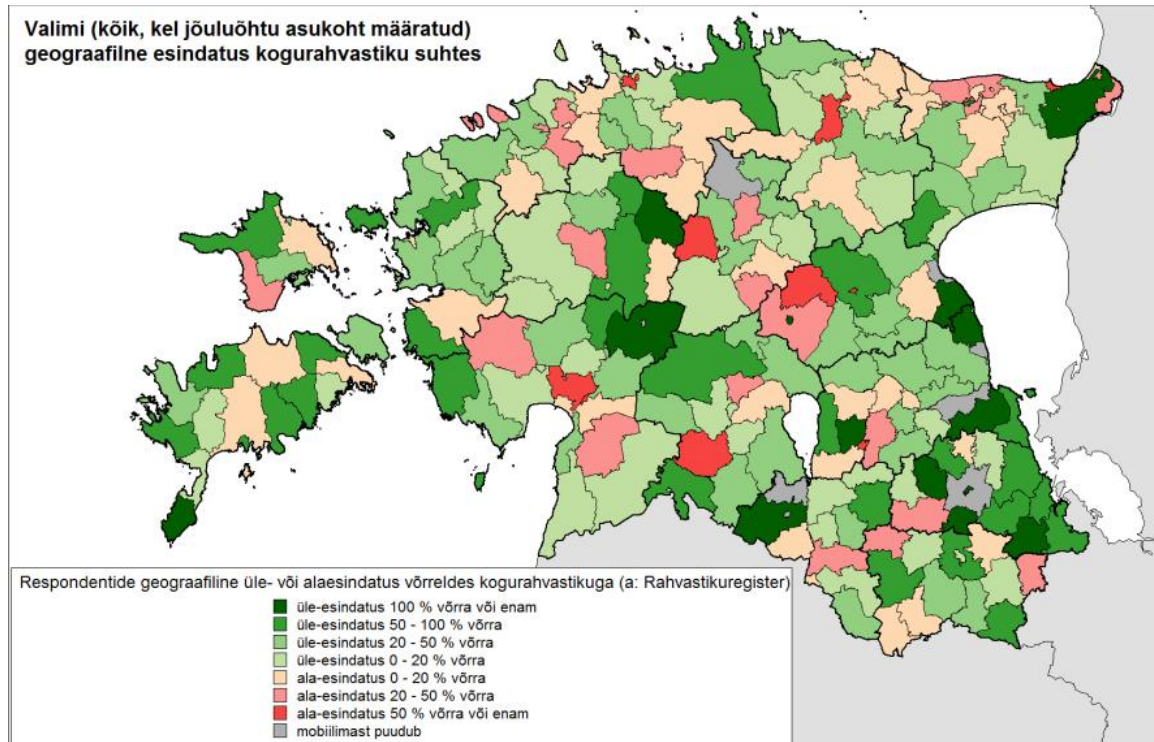 Valimi (kõik, kel jõuluõhtu asukoht määratud)
geograafilne esindatus kogurahvastiku suhtes
Respondentide geograafiline üle- või alaesindatus võrreldes kogurahvastikuga (a: Rahvastikuregister)
üle-esindatus 100 % võrra või enam
üle-esindatus 50 - 100 % võrra
üle-esindatus 20 - 50 % võrra
üle-esindatus 0 - 20 % võrra
ala-esindatus 0 - 20 % võrra
ala-esindatus 20 - 50 % võrra
ala-esindatus 50 % võrra või enam
mobiilimast puudub